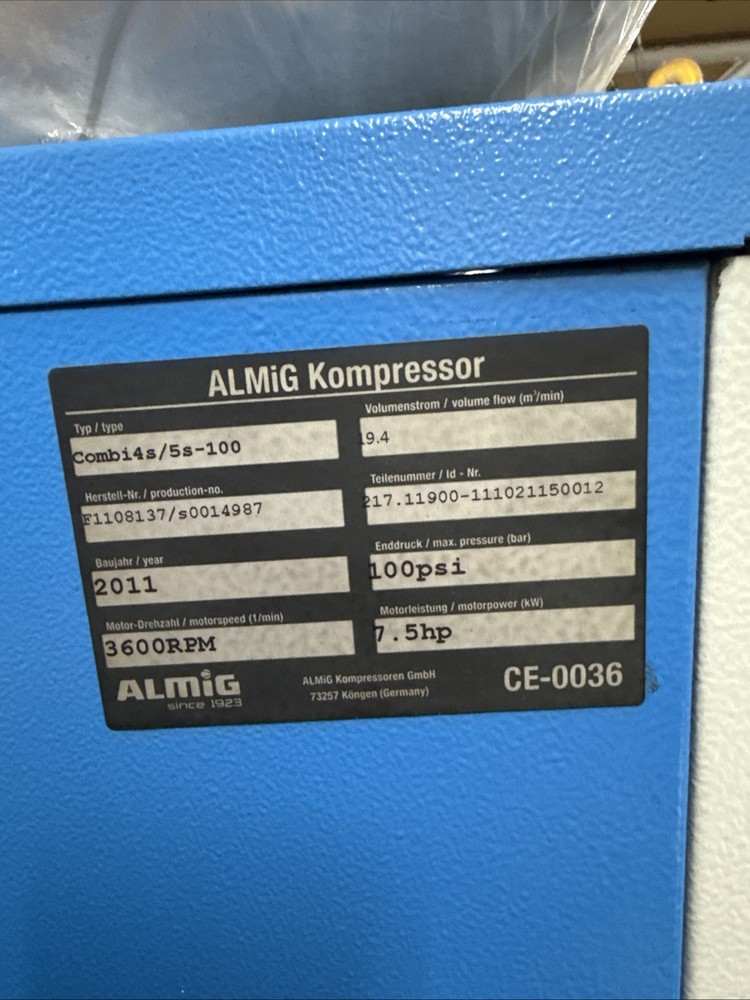 ALMiG Kompressor
Typ / type
Combi4s/5s-100
Volumenstrom / volume flow (m³/min)
19.4
Herstell-Nr. / production-no.
F1108137/s0014987
Teilenummer / Id - Nr.
217.11900-111021150012
Baujahr / year
2011
Enddruck / max. pressure (bar)
100psi
Motor-Drehzahl / motorspeed (1/min)
3600RPM
Motorleistung / motorpower (kW)
7.5hp
ALMiG
since 1923
ALMiG Kompressoren GmbH
73257 Köngen (Germany)
CE-0036